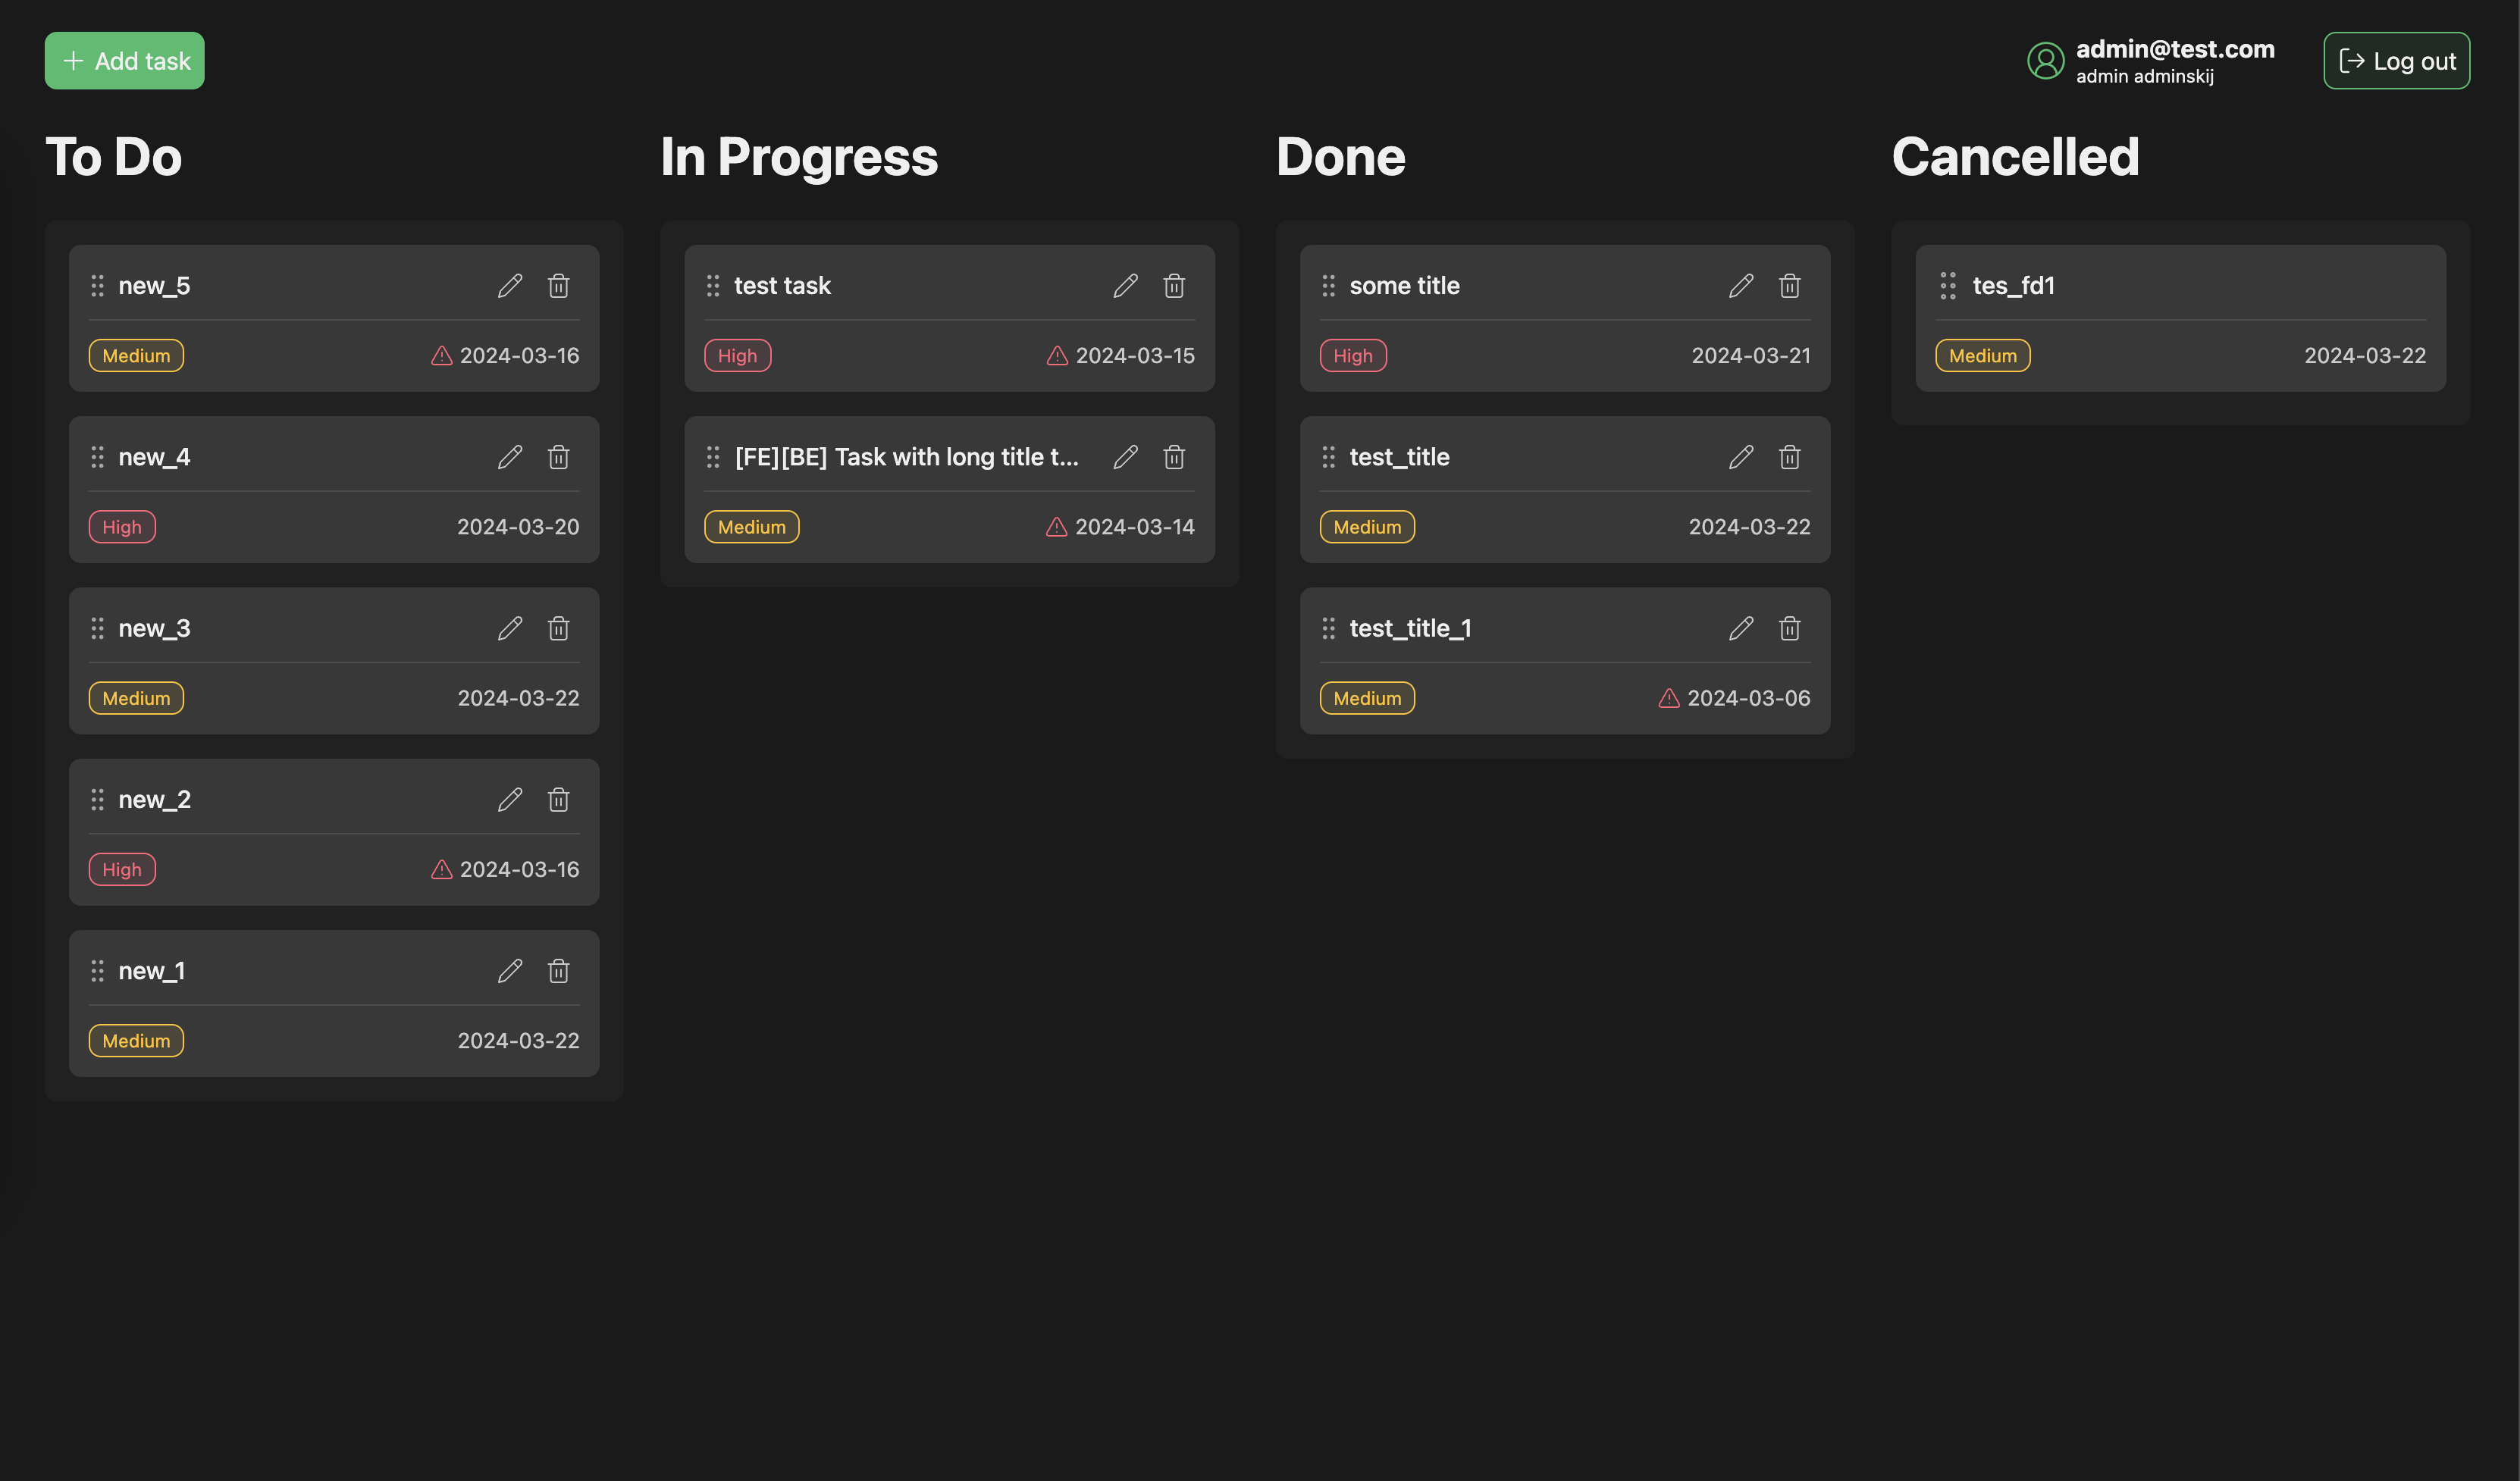 Add task
admin@test.com
admin adminskij
Log out
To Do
new_5
Medium
2024-03-16
new_4
High
2024-03-20
new_3
Medium
2024-03-22
new_2
High
2024-03-16
new_1
Medium
2024-03-22
In Progress
test task
High
2024-03-15
[FE][BE] Task with long title t...
Medium
2024-03-14
Done
some title
High
2024-03-21
test_title
Medium
2024-03-22
test_title_1
Medium
2024-03-06
Cancelled
tes_fd1
Medium
2024-03-22